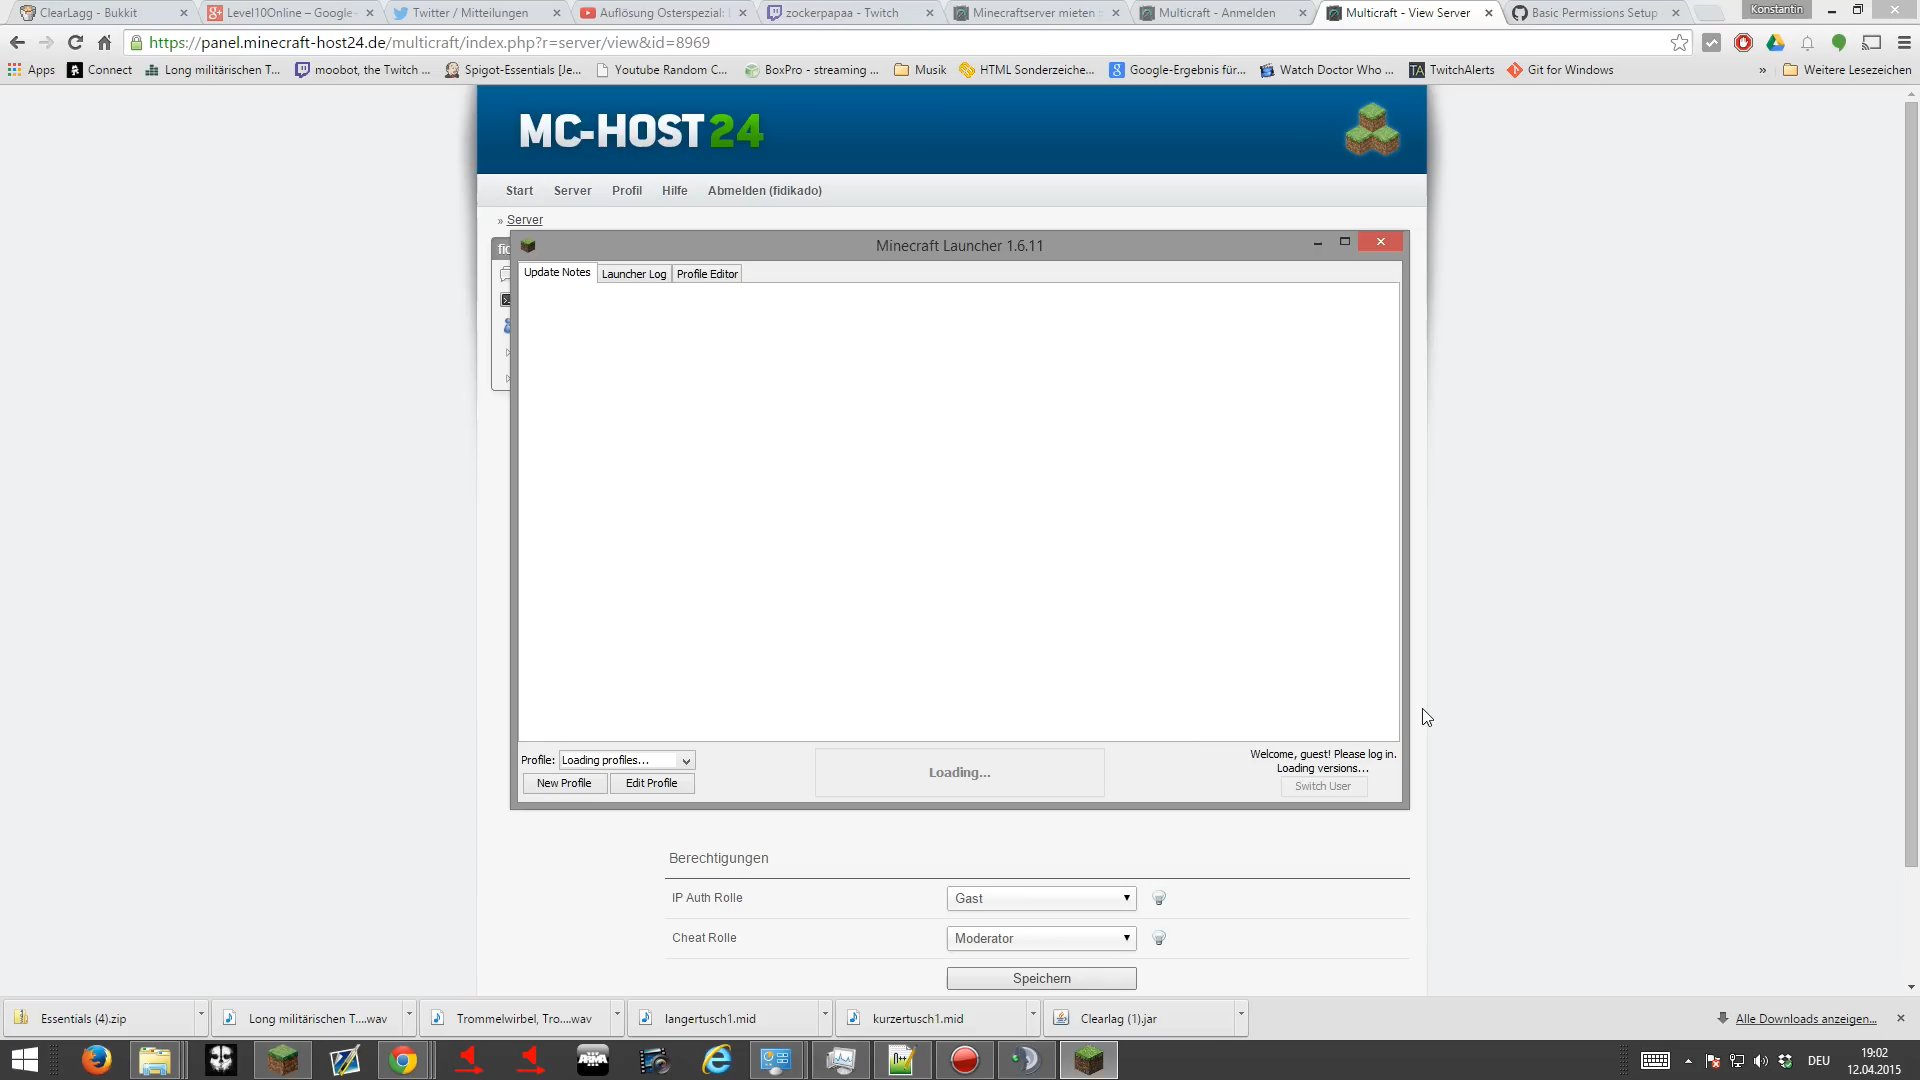 ClearLagg - Bukkit
Level10Online – Google-
Twitter / Mitteilungen
Auflösung Osterspezial:
zockerpapaa - Twitch
Minecraftserver mieten
Multicraft - Anmelden
Multicraft - View Server
Basic Permissions Setup
Konstantin
https://panel.minecraft-host24.de/multicraft/index.php?r=server/view&id=8969
Apps
Connect
Long militärischen T...
moobot, the Twitch ...
Spigot-Essentials [Je...
Youtube Random C...
BoxPro - streaming ...
Musik
HTML Sonderzeiche...
Google-Ergebnis für...
Watch Doctor Who ...
TA TwitchAlerts
Git for Windows
»
Weitere Lesezeichen
MC-HOST24
Start
Server
Profil
Hilfe
Abmelden (fidikado)
» Server
Minecraft Launcher 1.6.11
Update Notes
Launcher Log
Profile Editor
Profile: Loading profiles...
New Profile
Edit Profile
Loading...
Welcome, guest! Please log in.
Loading versions...
Switch User
Berechtigungen
IP Auth Rolle
Gast
Cheat Rolle
Moderator
Speichern
Essentials (4).zip
Long militärischen T....wav
Trommelwirbel, Tro....wav
langertusch1.mid
kurzertusch1.mid
Clearlag (1).jar
Alle Downloads anzeigen...
ARMA
DEU
19:02
12.04.2015